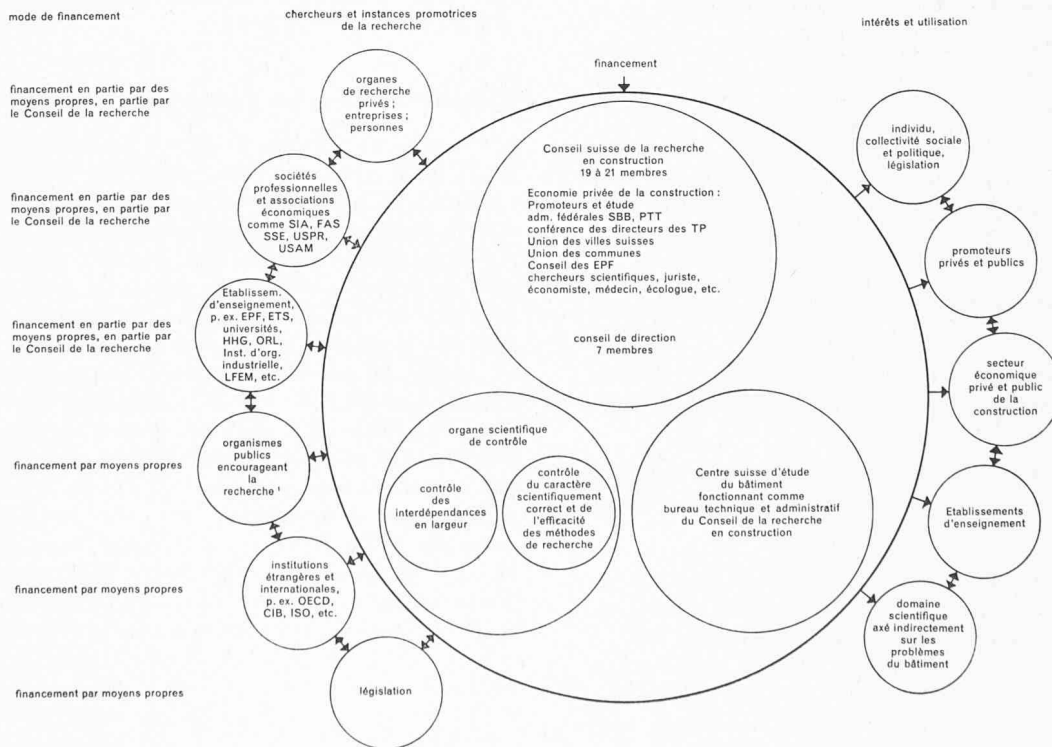 mode de financement
chercheurs et instances promotrices
de la recherche
intérêts et utilisation
financement en partie par des
moyens propres, en partie par
le Conseil de la recherche
financement en partie par des
moyens propres, en partie par
le Conseil de la recherche
financement en partie par des
moyens propres, en partie par
le Conseil de la recherche
financement par moyens propres
financement par moyens propres
financement par moyens propres
organes
de recherche
privés ;
entreprises ;
personnes
sociétés
professionnelles
et associations
économiques
comme SIA, FAS
SSE, USPR,
USAM
Etablissem.
d'enseignement,
p. ex. EPF, ETS,
universités,
HHG, ORL,
Inst. d'org.
industrielle,
LFEM, etc.
organismes
publics
encourageant
la
recherche ¹
institutions
étrangères et
internationales,
p. ex. OECD,
CIB, ISO, etc.
législation
financement
Conseil suisse de la recherche
en construction
19 à 21 membres
Economie privée de la construction :
Promoteurs et étude
adm. fédérales SBB, PTT
conférence des directeurs des TP
Union des villes suisses
Union des communes
Conseil des EPF
chercheurs scientifiques, juriste,
économiste, médecin, écologue, etc.
conseil de direction
7 membres
organe scientifique
de contrôle
contrôle
des
interdépendances
en largeur
contrôle
du caractère
scientifiquement
correct et de
l'efficacité
des méthodes
de recherche
Centre suisse d'étude
du bâtiment
fonctionnant comme
bureau technique et administratif
du Conseil de la recherche
en construction
individu,
collectivité sociale
et politique,
législation
promoteurs
privés et publics
secteur
économique
privé et public
de la
construction
Etablissements
d'enseignement
domaine
scientifique
axé indirectement
sur les
problèmes
du bâtiment